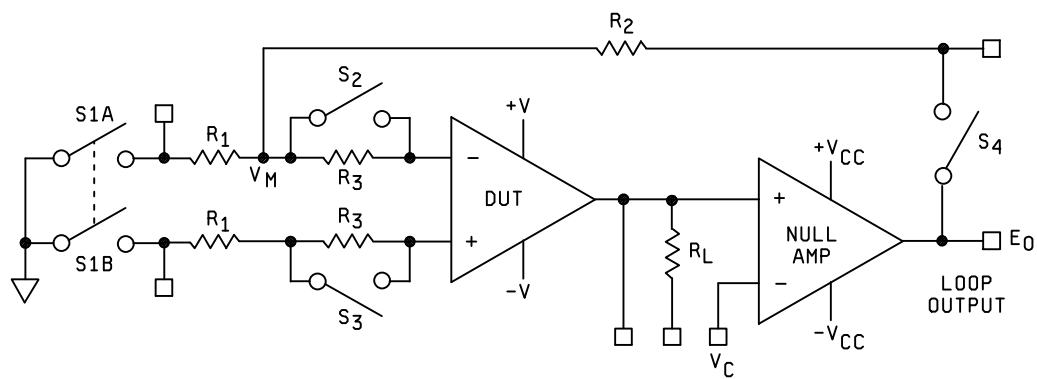 R2
S2
+V
S1A
R1
S4
+VCC
VM
R3
−
DUT
+
NULL
AMP
R1
R3
+
RL
−
E0
S1B
−V
LOOP
OUTPUT
S3
−VCC
VC